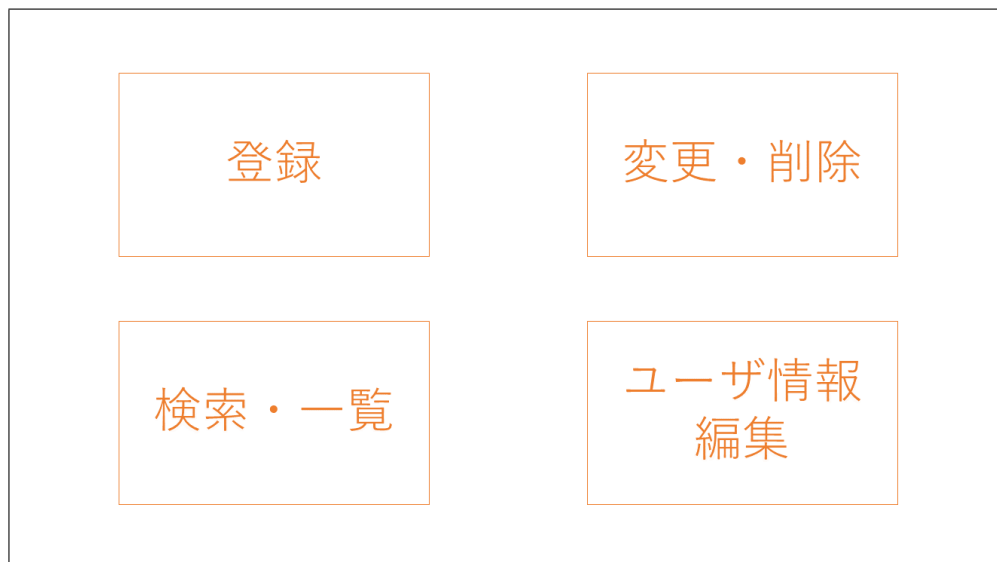 登録
変更・削除
検索・一覧
ユーザ情報
編集